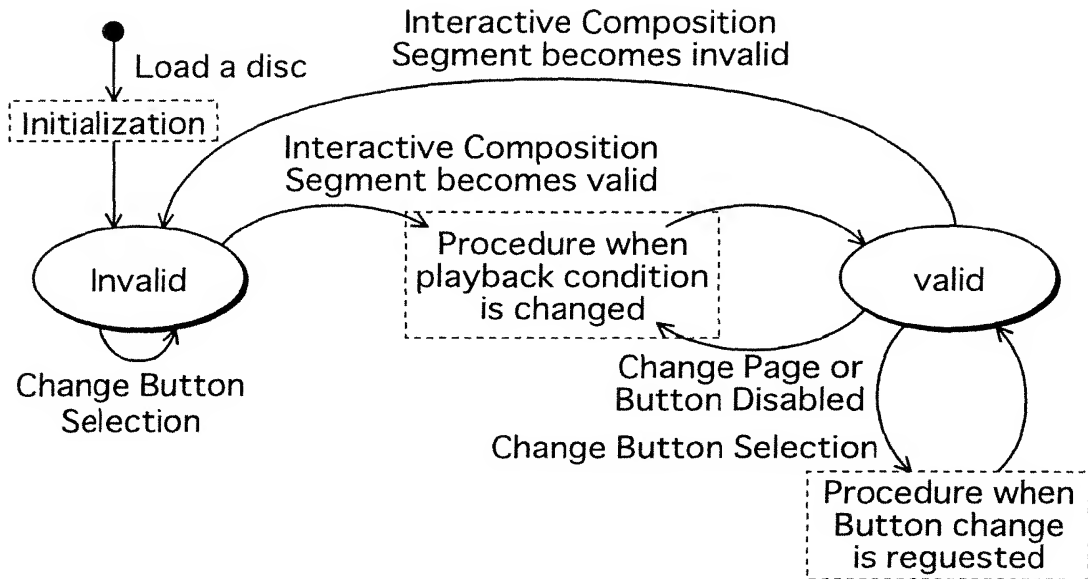 Interactive Composition
Segment becomes invalid
Load a disc
Initialization
Interactive Composition
Segment becomes valid
Procedure when
playback condition
is changed
Invalid
valid
Change Button
Selection
Change Page or
Button Disabled
Change Button Selection
Procedure when
Button change
is reguested